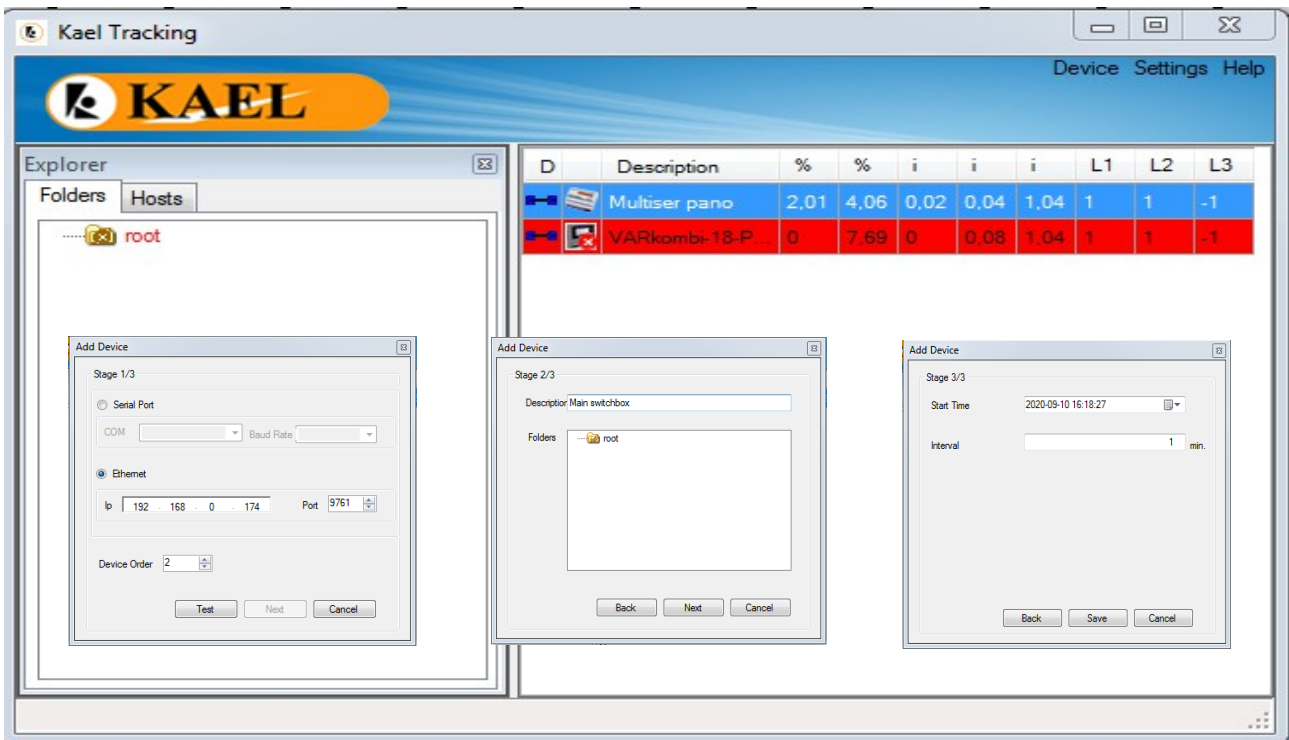 Kael Tracking
KAEL
Device Settings Help
Explorer
Folders Hosts
root
D Description % % i i i L1 L2 L3
Multiser pano 2,01 4,06 0,02 0,04 1,04 1 1 -1
VARkombi-18-P... 0 7,69 0 0,08 1,04 1 1 -1
Add Device
Stage 1/3
Serial Port
COM Baud Rate
Ethernet
Ip 192 . 168 . 0 . 174 Port 9761
Device Order 2
Test Next Cancel
Add Device
Stage 2/3
Description Main switchbox
Folders root
Back Next Cancel
Add Device
Stage 3/3
Start Time 2020-09-10 16:18:27
Interval 1 min.
Back Save Cancel